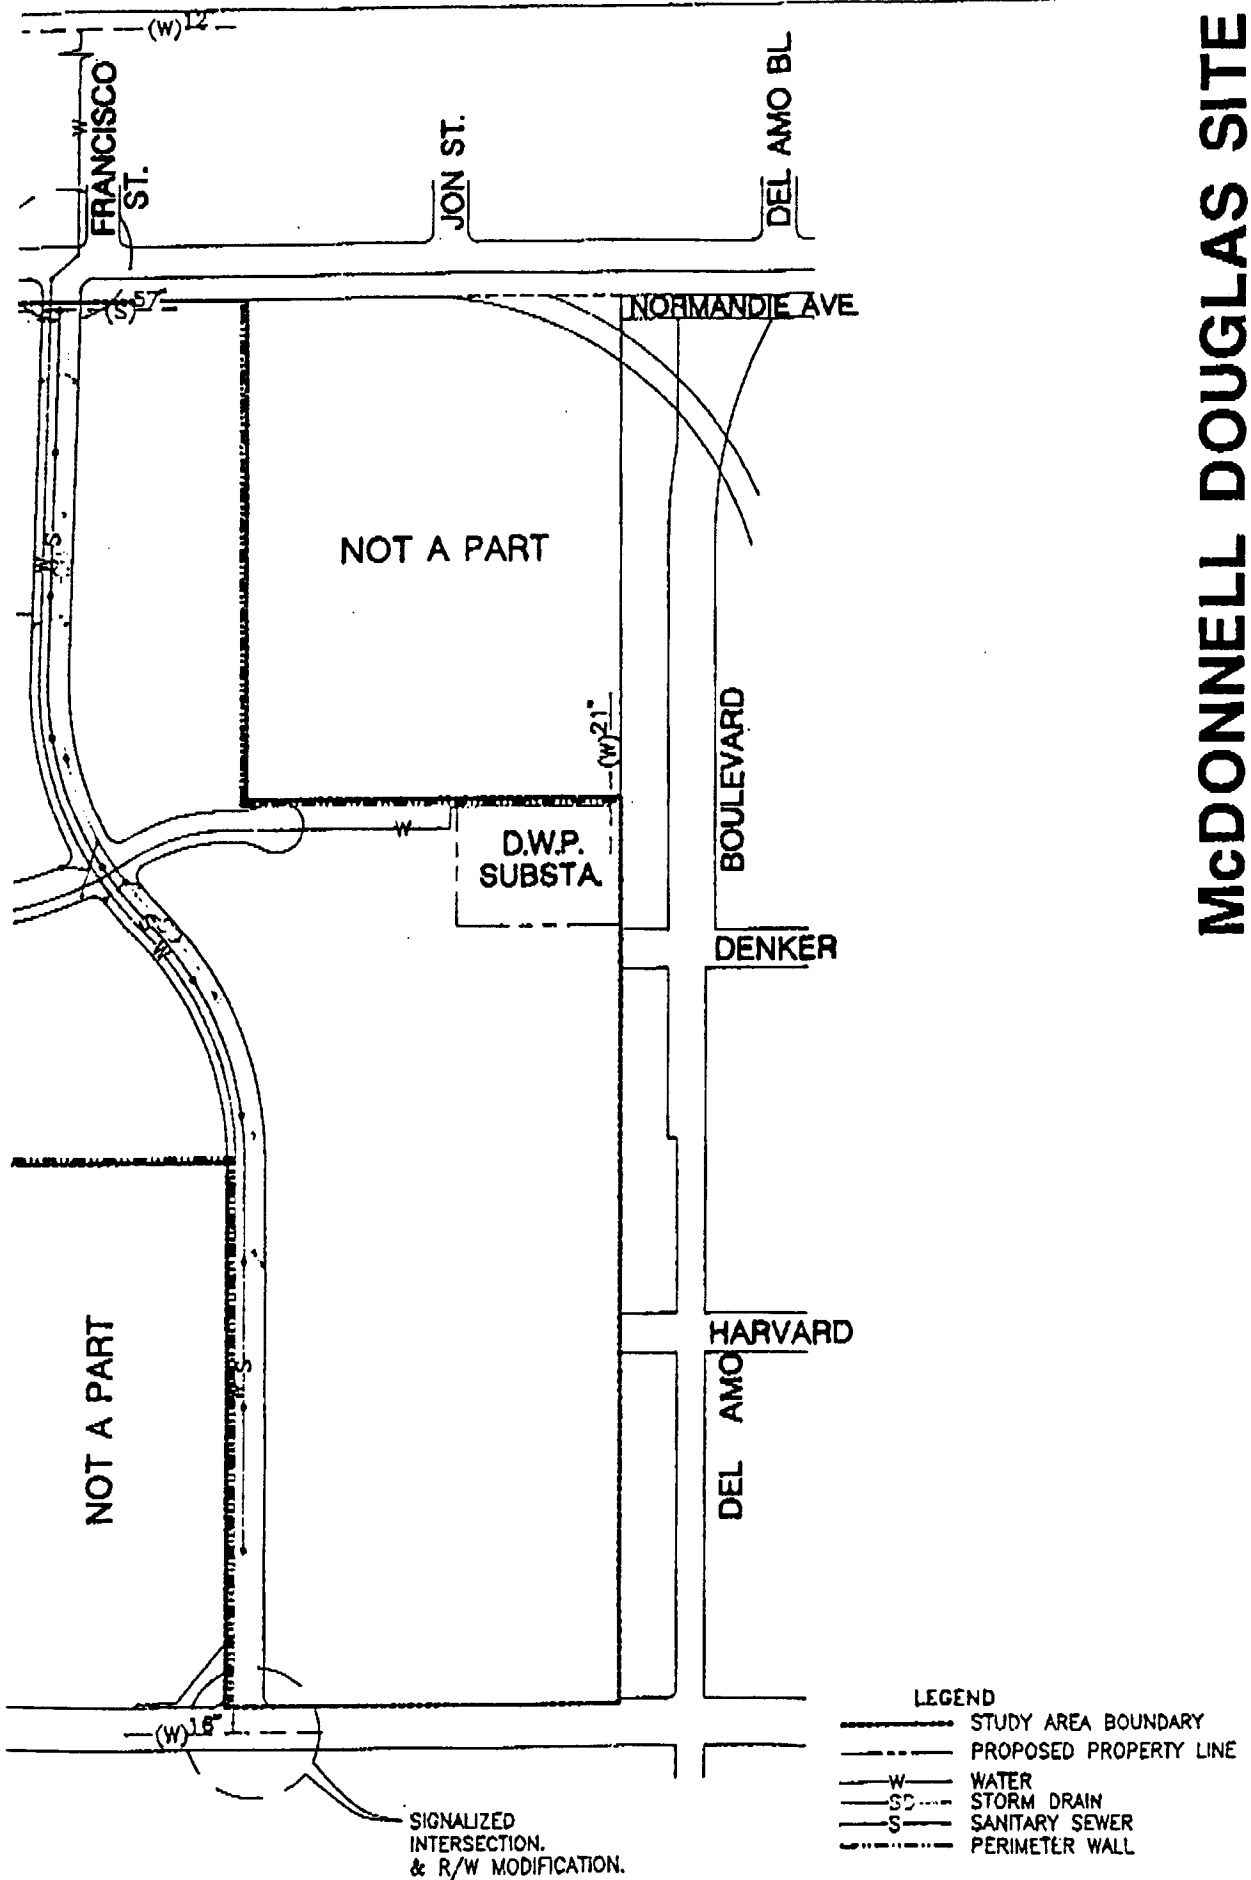 (W) 12"
FRANCISCO
ST.
W
JON ST.
DEL AMO BL
McDONNELL DOUGLAS SITE
(S) 57"
NORMANDIE AVE.
NOT A PART
S
W
(W) 21"
BOULEVARD
W
D.W.P.
SUBSTA.
DENKER
S
W
HARVARD
NOT A PART
S
DEL AMO
(W) 18"
LEGEND
STUDY AREA BOUNDARY
PROPOSED PROPERTY LINE
W WATER
SD STORM DRAIN
S SANITARY SEWER
PERIMETER WALL
SIGNALIZED
INTERSECTION.
& R/W MODIFICATION.